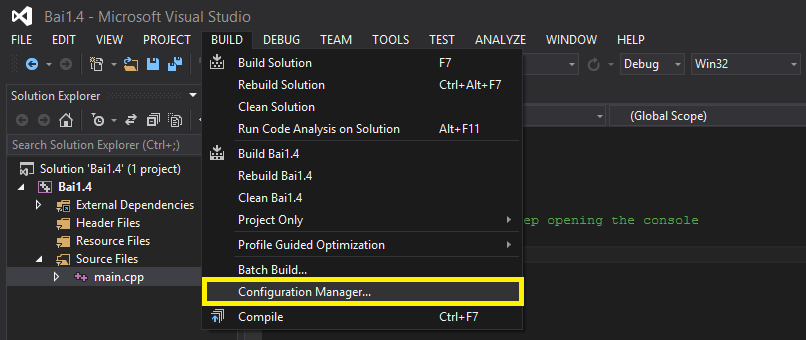 Bai1.4 - Microsoft Visual Studio
FILE EDIT VIEW PROJECT BUILD DEBUG TEAM TOOLS TEST ANALYZE WINDOW HELP
Debug Win32
Solution Explorer
Search Solution Explorer (Ctrl+;)
Solution 'Bai1.4' (1 project)
Bai1.4
External Dependencies
Header Files
Resource Files
Source Files
main.cpp
Build Solution F7
Rebuild Solution Ctrl+Alt+F7
Clean Solution
Run Code Analysis on Solution Alt+F11
Build Bai1.4
Rebuild Bai1.4
Clean Bai1.4
Project Only
Profile Guided Optimization
Batch Build...
Configuration Manager...
Compile Ctrl+F7
(Global Scope)
ep opening the console